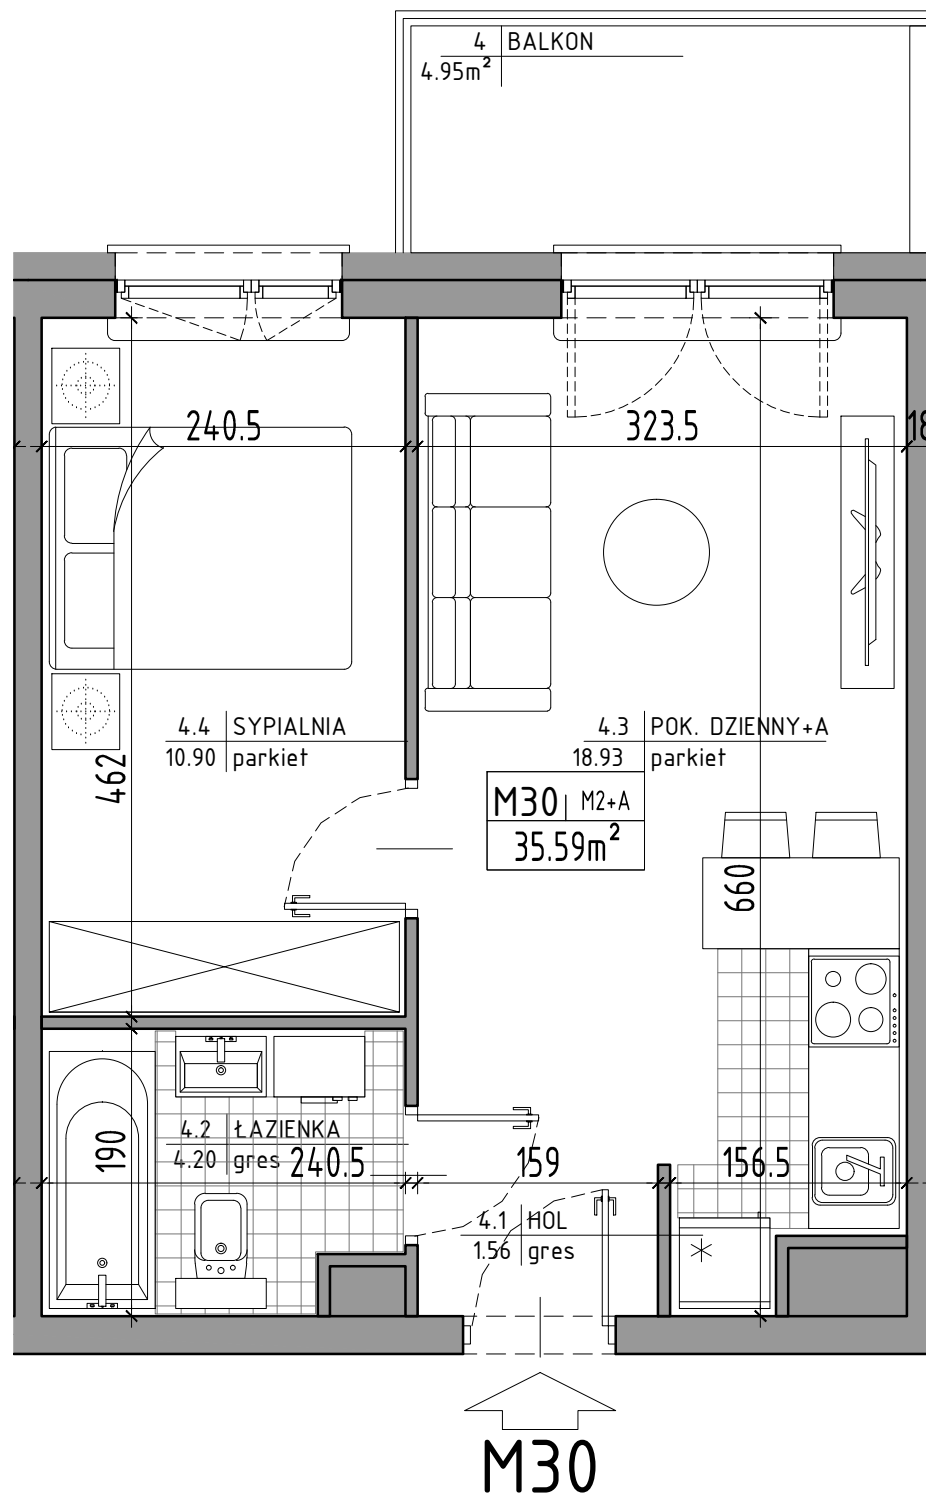 4 BALKON
4.95m²
240.5
323.5
18
4.4 SYPIALNIA
10.90 parkiet
4.3 POK. DZIENNY+A
18.93 parkiet
462
M30 M2+A
35.59m²
660
4.2 ŁAZIENKA
4.20 gres
190
240.5
159
156.5
4.1 HOL
1.56 gres
M30